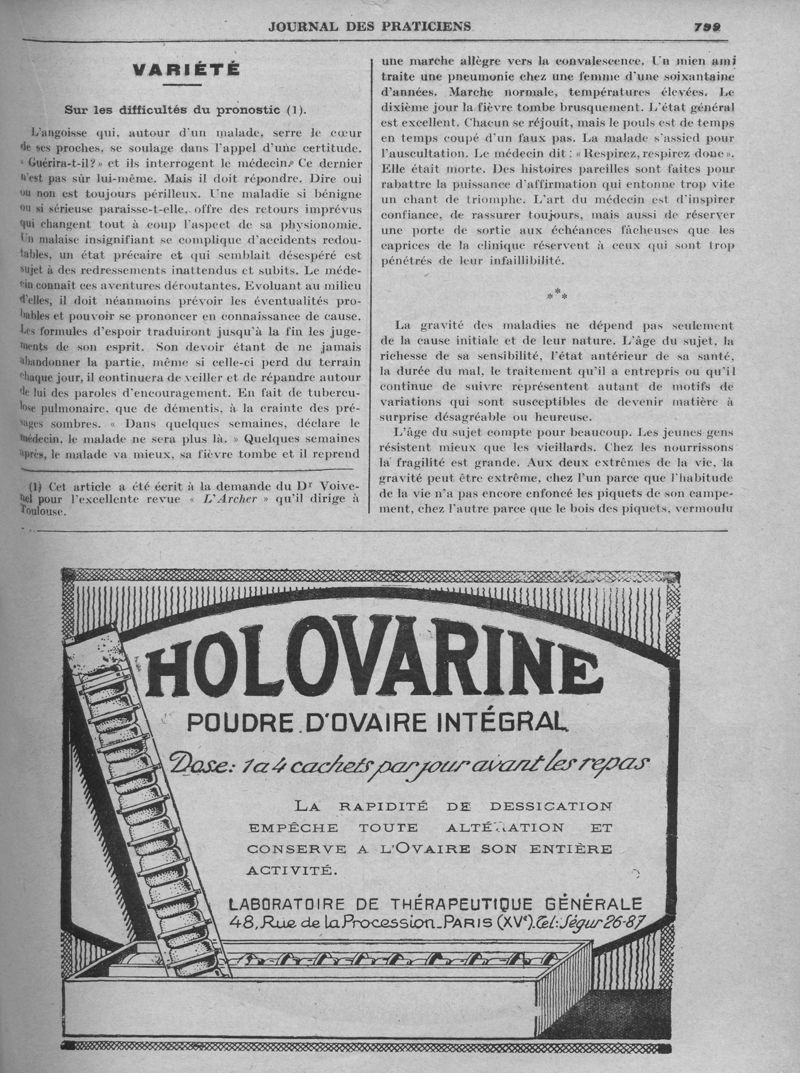 JOURNAL DES PRATICIENS
799
VARIÉTÉ
Sur les difficultés du pronostic (1).
L'angoisse qui, autour d'un malade, serre le cœur
de ses proches, se soulage dans l'appel d'une certitude.
« Guérira-t-il? » et ils interrogent le médecin. Ce dernier
n'est pas sûr lui-même. Mais il doit répondre. Dire oui
ou non est toujours périlleux. Une maladie si bénigne
ou si sérieuse paraisse-t-elle, offre des retours imprévus
qui changent tout à coup l'aspect de sa physionomie.
Un malaise insignifiant se complique d'accidents redou-
tables, un état précaire et qui semblait désespéré est
sujet à des redressements inattendus et subits. Le méde-
cin connaît ces aventures déroutantes. Evoluant au milieu
d'elles, il doit néanmoins prévoir les éventualités pro-
bables et pouvoir se prononcer en connaissance de cause.
Les formules d'espoir traduiront jusqu'à la fin les juge-
ments de son esprit. Son devoir étant de ne jamais
abandonner la partie, même si celle-ci perd du terrain
chaque jour, il continuera de veiller et de répandre autour
de lui des paroles d'encouragement. En fait de tubercu-
lose pulmonaire, que de démentis, à la crainte des pré-
sages sombres. « Dans quelques semaines, déclare le
médecin, le malade ne sera plus là. » Quelques semaines
après, le malade va mieux, sa fièvre tombe et il reprend
(1) Cet article a été écrit à la demande du Dr Voive-
nel pour l'excellente revue « L'Archer » qu'il dirige à
Toulouse.
une marche allègre vers la convalescence. Un mien ami
traite une pneumonie chez une femme d'une soixantaine
d'années. Marche normale, températures élevées. Le
dixième jour la fièvre tombe brusquement. L'état général
est excellent. Chacun se réjouit, mais le pouls est de temps
en temps coupé d'un faux pas. La malade s'assied pour
l'auscultation. Le médecin dit : « Respirez, respirez donc ».
Elle était morte. Des histoires pareilles sont faites pour
rabattre la puissance d'affirmation qui entonne trop vite
un chant de triomphe. L'art du médecin est d'inspirer
confiance, de rassurer toujours, mais aussi de réserver
une porte de sortie aux échéances fâcheuses que les
caprices de la clinique réservent à ceux qui sont trop
pénétrés de leur infaillibilité.
***
La gravité des maladies ne dépend pas seulement
de la cause initiale et de leur nature. L'âge du sujet, la
richesse de sa sensibilité, l'état antérieur de sa santé,
la durée du mal, le traitement qu'il a entrepris ou qu'il
continue de suivre représentent autant de motifs de
variations qui sont susceptibles de devenir matière à
surprise désagréable ou heureuse.
L'âge du sujet compte pour beaucoup. Les jeunes gens
résistent mieux que les vieillards. Chez les nourrissons
la fragilité est grande. Aux deux extrêmes de la vie, la
gravité peut être extrême, chez l'un parce que l'habitude
de la vie n'a pas encore enfoncé les piquets de son campe-
ment, chez l'autre parce que le bois des piquets, vermoulu
HOLOVARINE
POUDRE D'OVAIRE INTÉGRAL
Dose: 1 a 4 cachets par jour avant les repas
LA RAPIDITÉ DE DESSICATION
EMPÊCHE TOUTE ALTÉRATION ET
CONSERVE A L'OVAIRE SON ENTIÈRE
ACTIVITÉ.
LABORATOIRE DE THÉRAPEUTIQUE GÉNÉRALE
48, Rue de la Procession_PARIS (XVe). Tel: Ségur 26-87